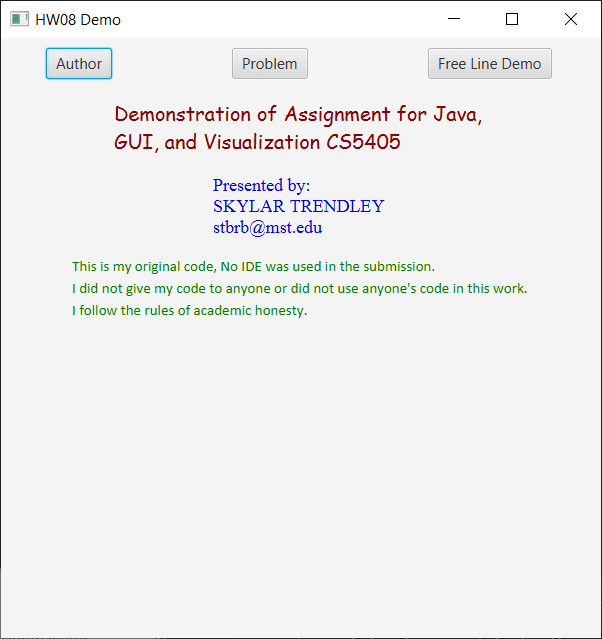 HW08 Demo
Author Problem Free Line Demo
Demonstration of Assignment for Java,
GUI, and Visualization CS5405
Presented by:
SKYLAR TRENDLEY
stbrb@mst.edu
This is my original code, No IDE was used in the submission.
I did not give my code to anyone or did not use anyone's code in this work.
I follow the rules of academic honesty.